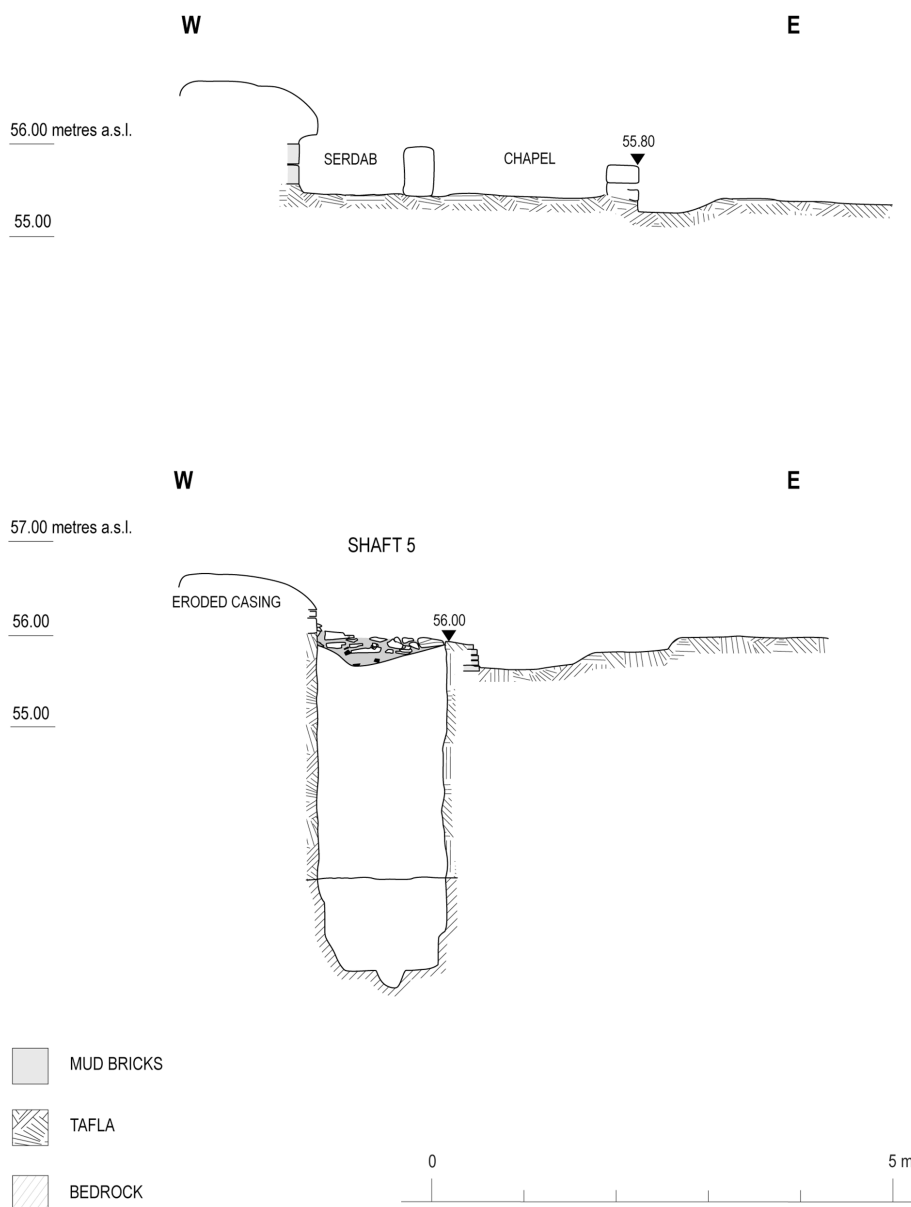 W E
56.00 metres a.s.l.
SERDAB
CHAPEL
55.80
55.00
W E
57.00 metres a.s.l.
SHAFT 5
ERODED CASING
56.00
56.00
55.00
MUD BRICKS
TAFLA
BEDROCK
0 5 m